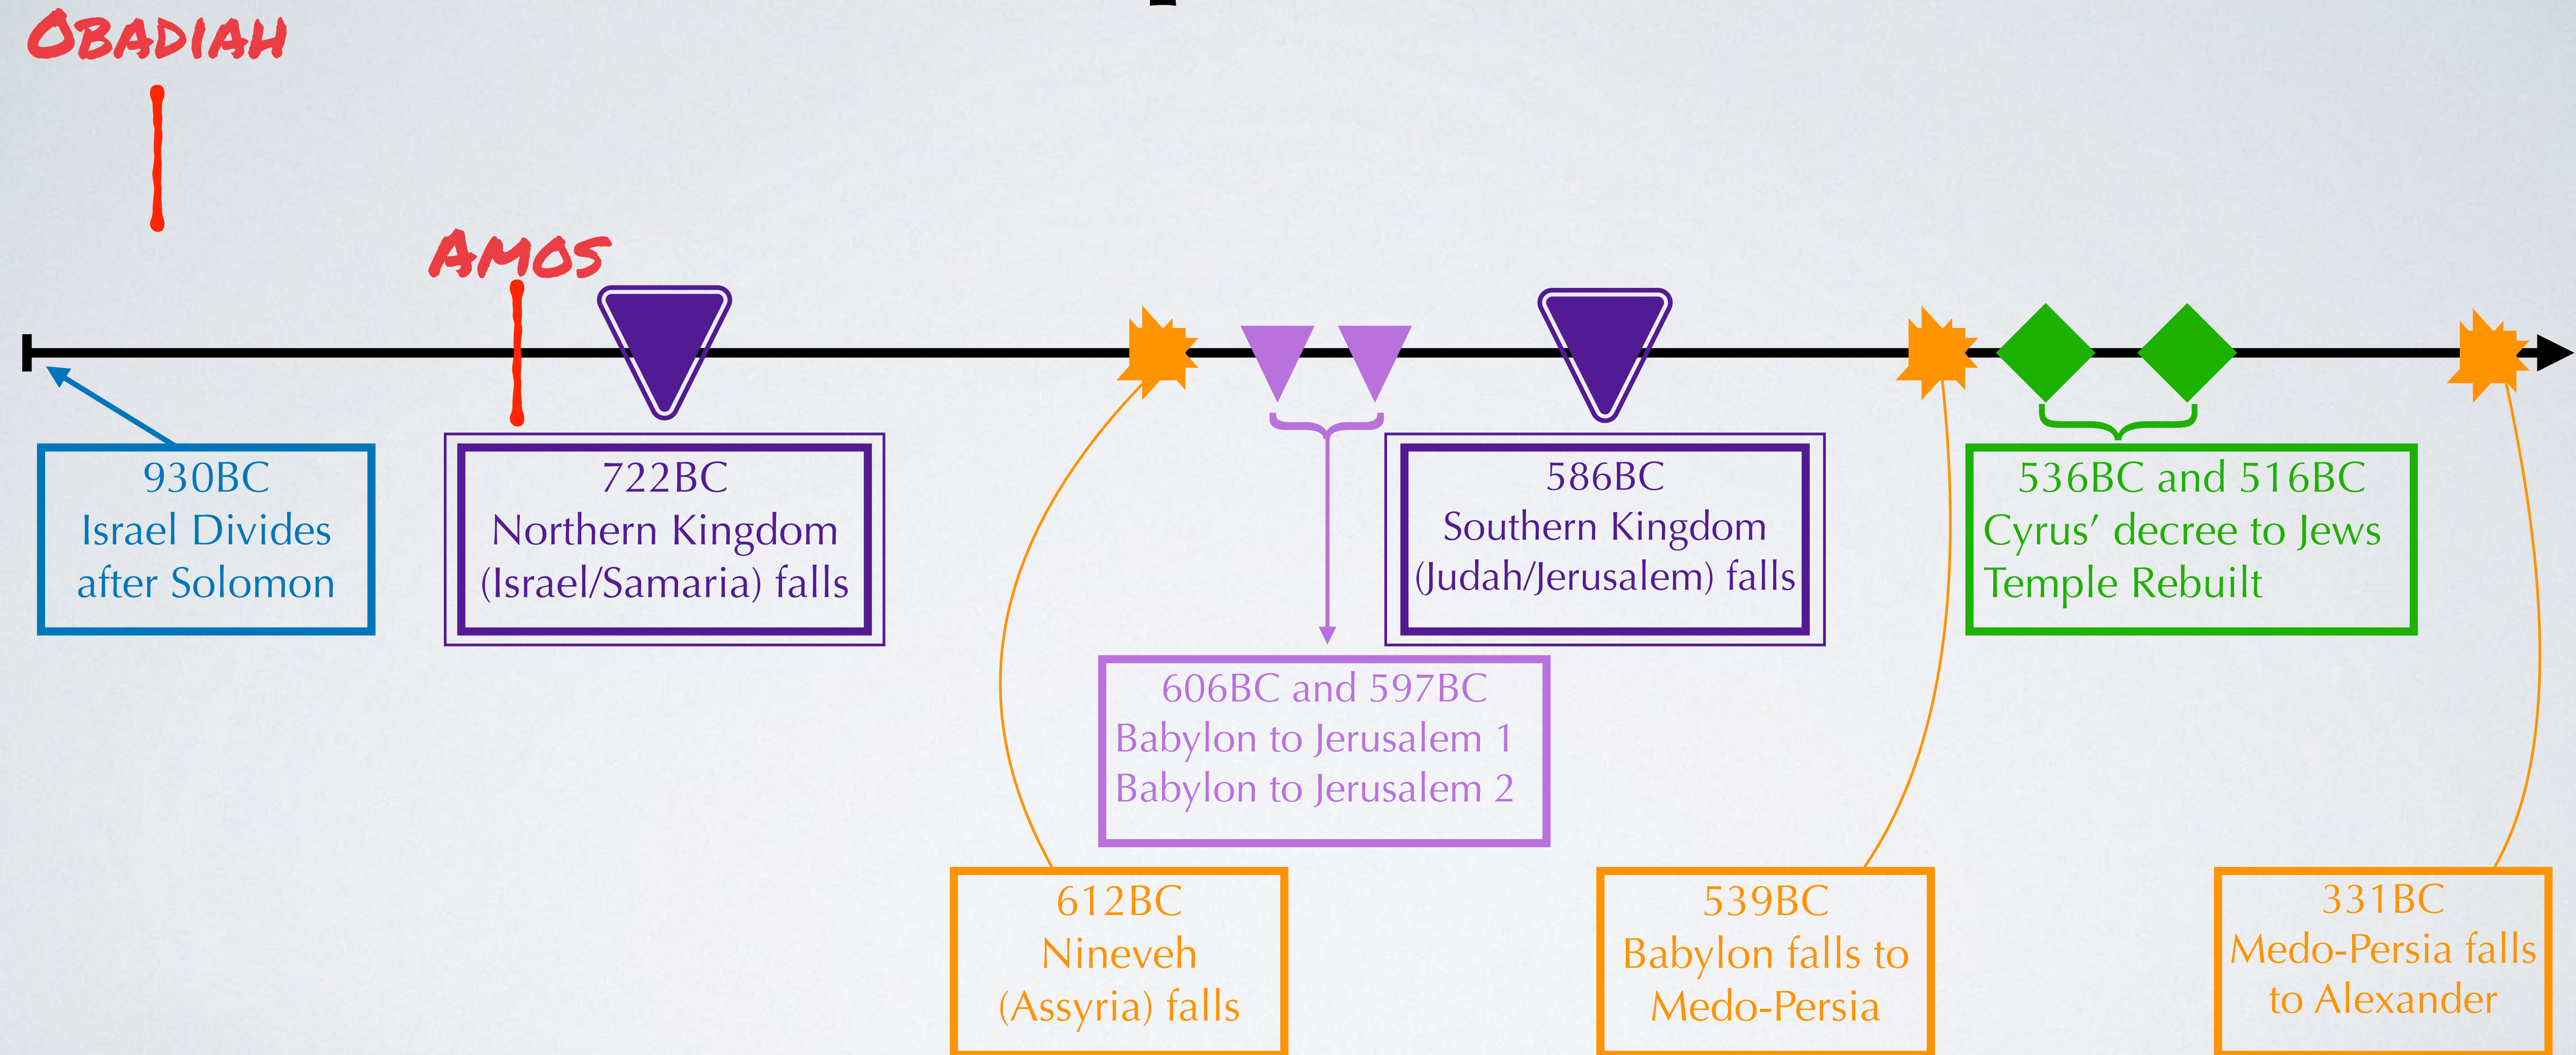 OBADIAH
AMOS
930BC
Israel Divides
after Solomon
722BC
Northern Kingdom
(Israel/Samaria) falls
586BC
Southern Kingdom
(Judah/Jerusalem) falls
536BC and 516BC
Cyrus’ decree to Jews
Temple Rebuilt
606BC and 597BC
Babylon to Jerusalem 1
Babylon to Jerusalem 2
612BC
Nineveh
(Assyria) falls
539BC
Babylon falls to
Medo-Persia
331BC
Medo-Persia falls
to Alexander